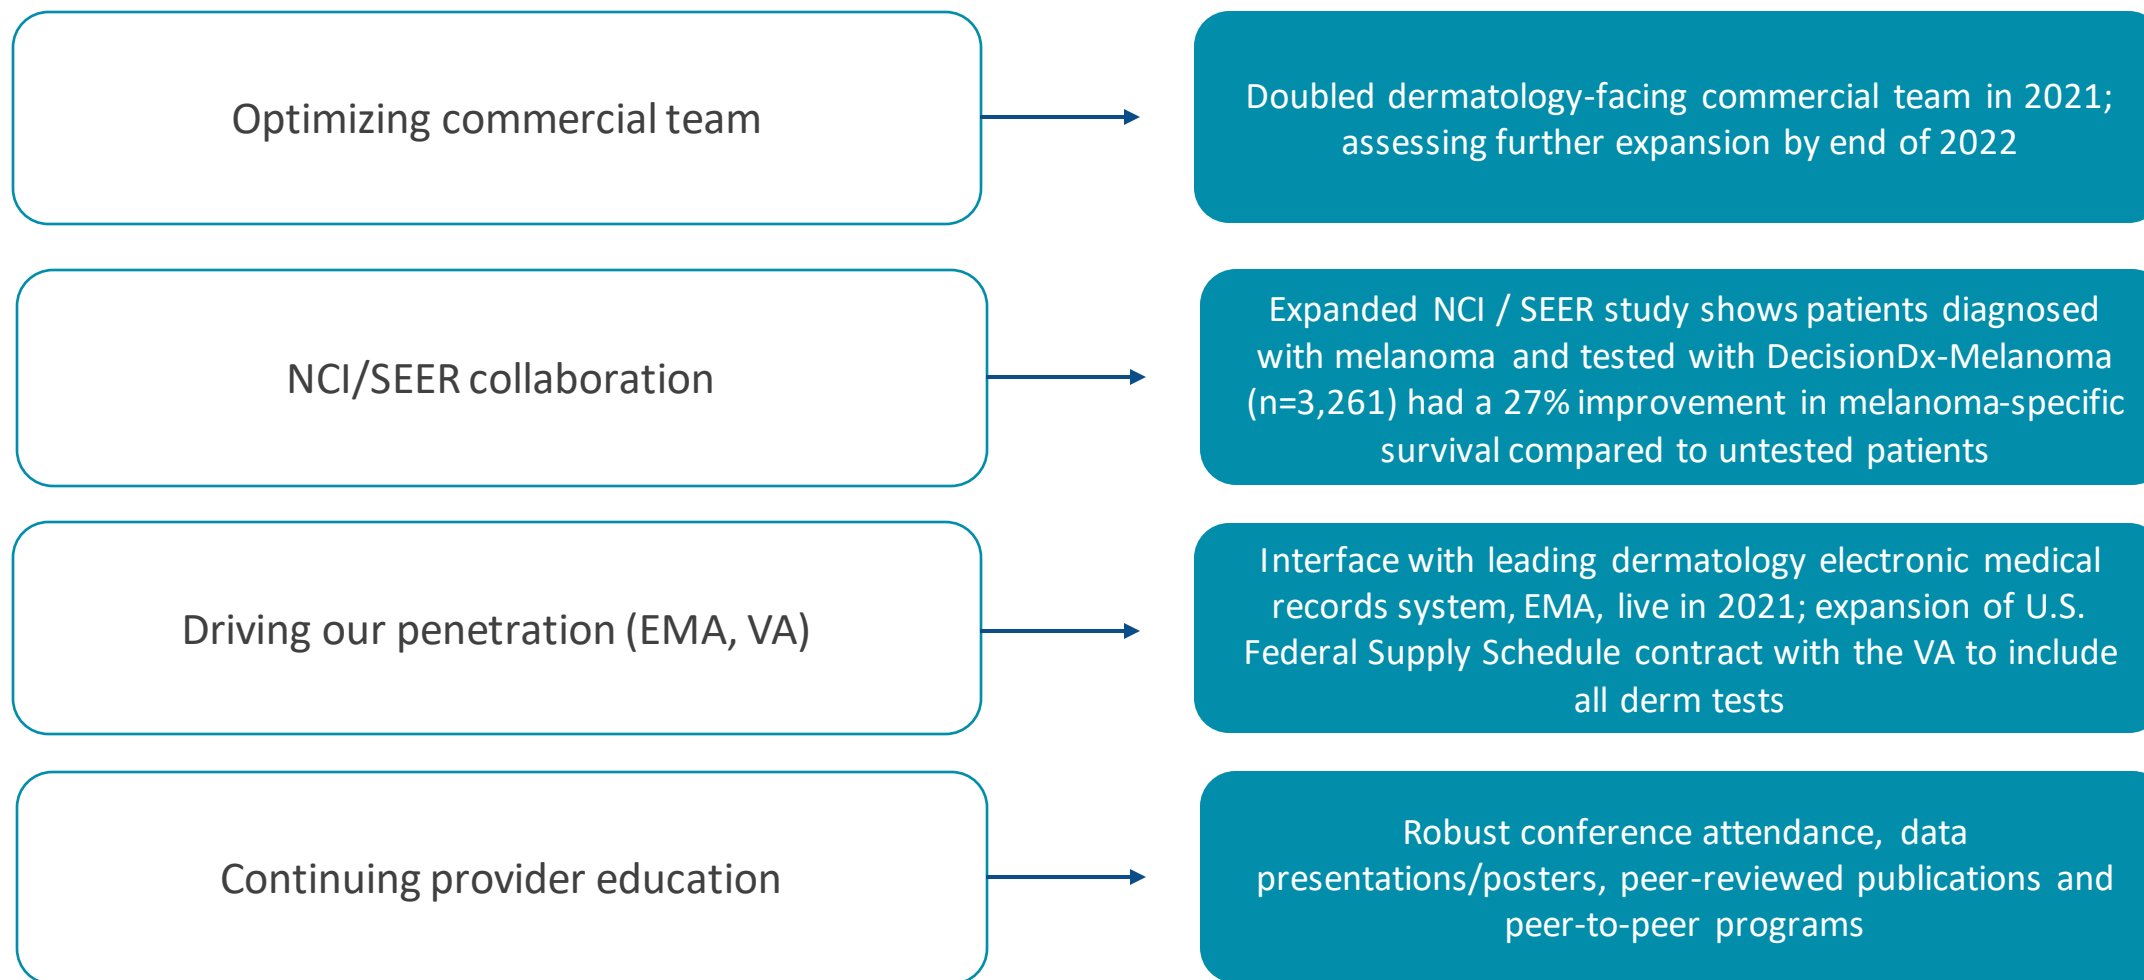 Optimizing commercial team
Doubled dermatology-facing commercial team in 2021;
assessing further expansion by end of 2022
NCI/SEER collaboration
Expanded NCI / SEER study shows patients diagnosed
with melanoma and tested with DecisionDx-Melanoma
(n=3,261) had a 27% improvement in melanoma-specific
survival compared to untested patients
Driving our penetration (EMA, VA)
Interface with leading dermatology electronic medical
records system, EMA, live in 2021; expansion of U.S.
Federal Supply Schedule contract with the VA to include
all derm tests
Continuing provider education
Robust conference attendance, data
presentations/posters, peer-reviewed publications and
peer-to-peer programs